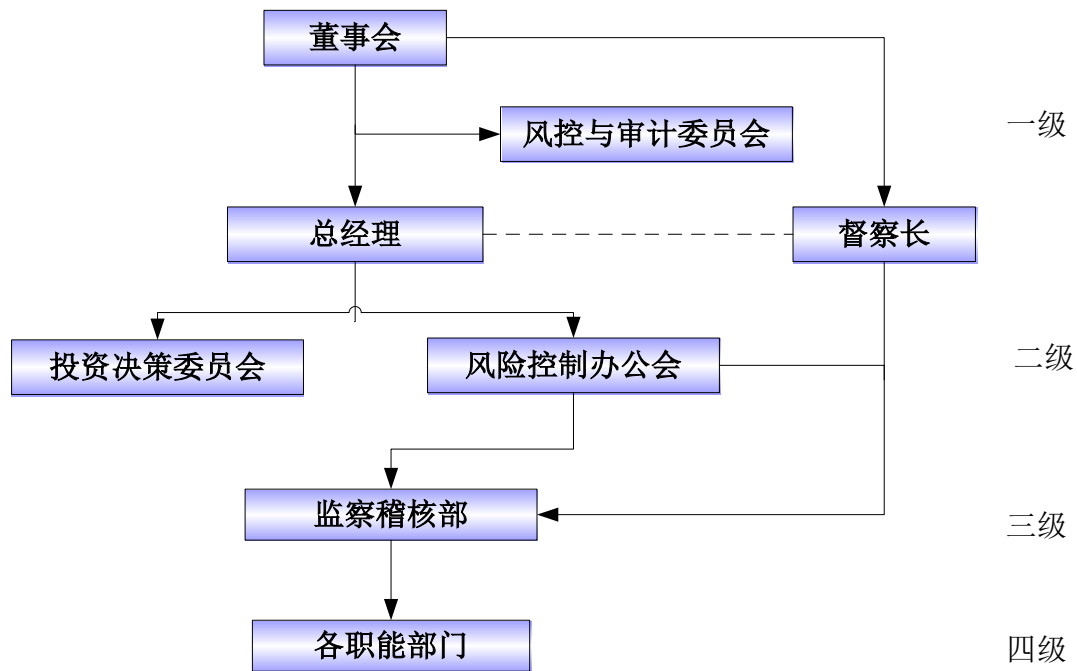 董事会
风控与审计委员会
一级
总经理
督察长
投资决策委员会
风险控制办公会
二级
监察稽核部
三级
各职能部门
四级